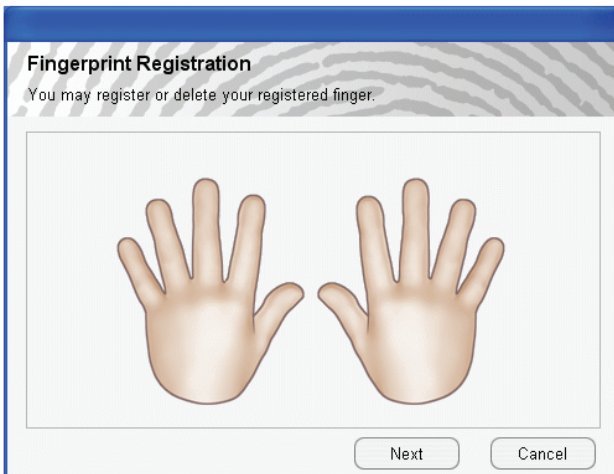 Fingerprint Registration
You may register or delete your registered finger.
Next
Cancel